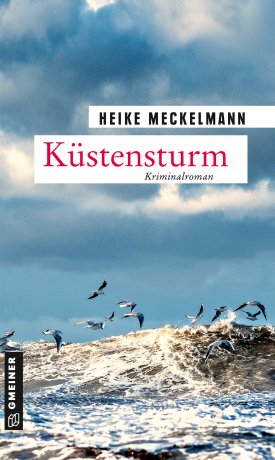 HEIKE MECKELMANN
Küstensturm
Kriminalroman
GMEINER